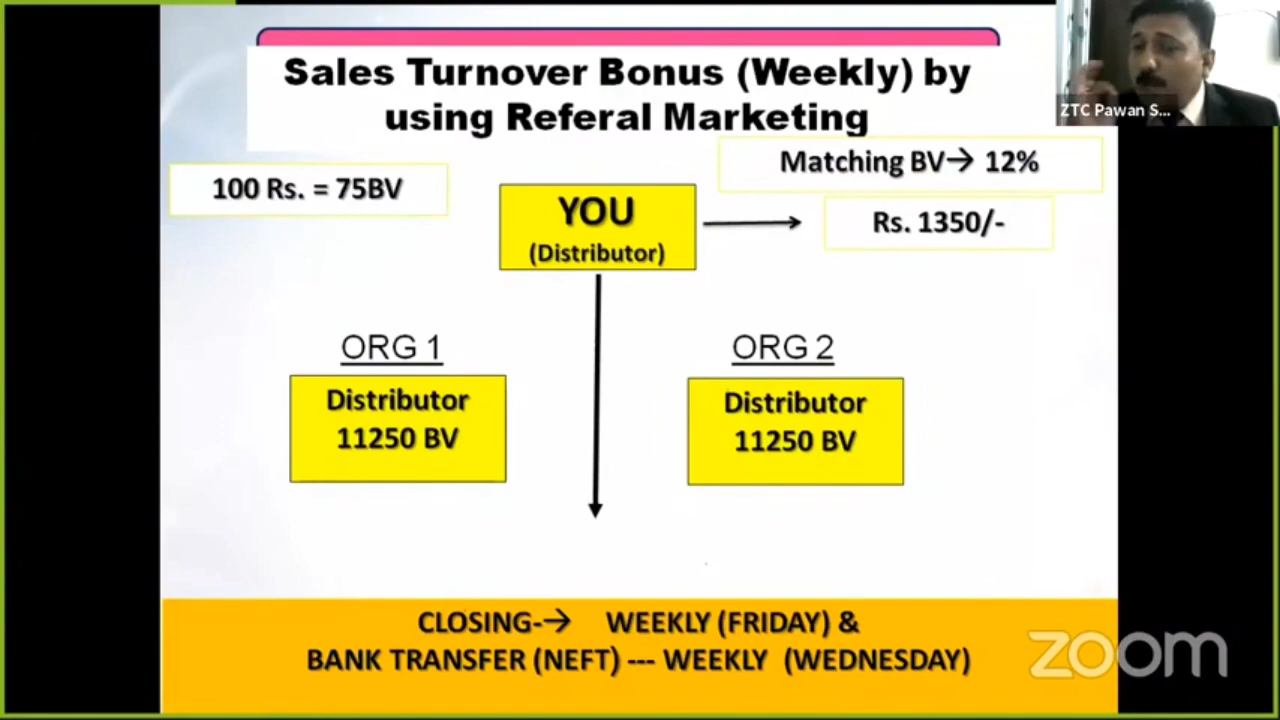 Sales Turnover Bonus (Weekly) by
using Referal Marketing
ZTC Pawan S...
Matching BV→ 12%
100 Rs. = 75BV
YOU
(Distributor)
Rs. 1350/-
ORG 1
ORG 2
Distributor
11250 BV
Distributor
11250 BV
CLOSING-→ WEEKLY (FRIDAY) &
BANK TRANSFER (NEFT) --- WEEKLY (WEDNESDAY)
zoom